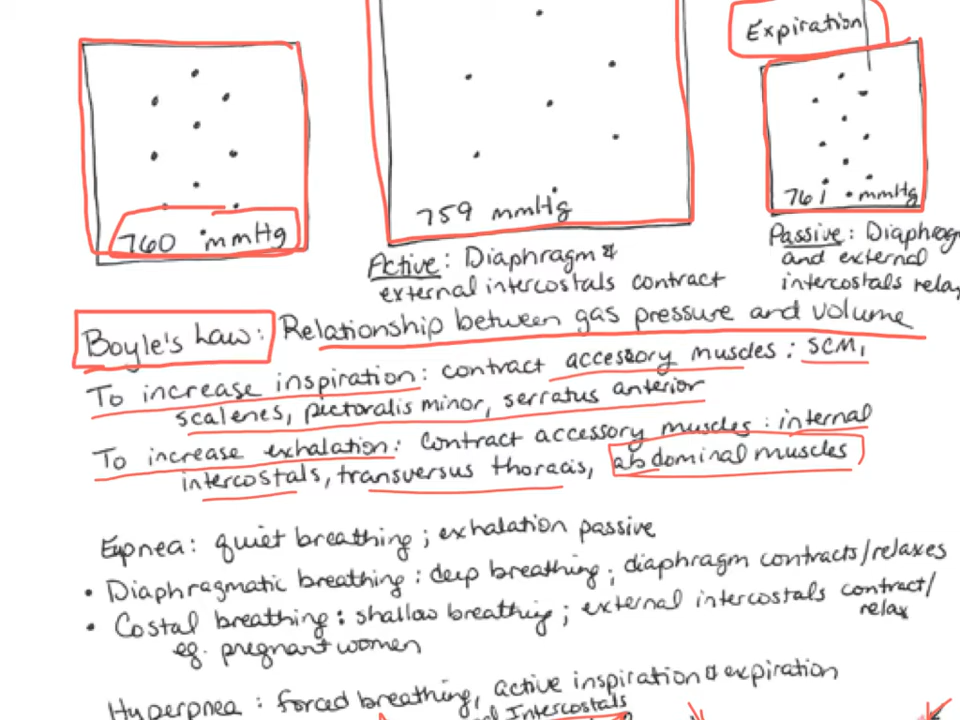 Expiration
760 mmHg
759 mmHg
761 mmHg
Active: Diaphragm &
external intercostals contract
Passive: Diaphragm
and external
intercostals relax
Boyle's Law: Relationship between gas pressure and volume
To increase inspiration: contract accessory muscles: SCM,
scalenes, pectoralis minor, serratus anterior
To increase exhalation: contract accessory muscles: internal
intercostals, transversus thoracis, abdominal muscles
Eupnea: quiet breathing; exhalation passive
• Diaphragmatic breathing: deep breathing; diaphragm contracts/relaxes
• Costal breathing: shallow breathing; external intercostals contract/
relax
eg. pregnant women
Hyperpnea: forced breathing, active inspiration & expiration
Intercostals